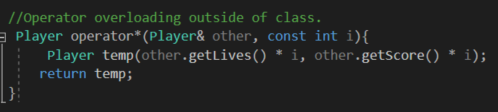 //Operator overloading outside of class.
Player operator*(Player& other, const int i){
Player temp(other.getLives() * i, other.getScore() * i);
return temp;
}